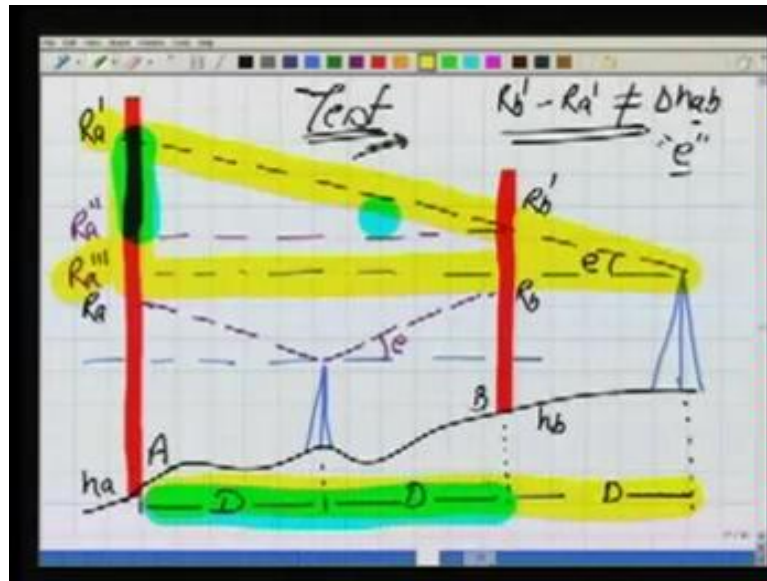 Test
Rb' - Ra' ≠ Δhab
"e"
Ra'
Rb'
Ra''
Ra'''
e
Ra
Rb
e
A
B
hb
ha
D
D
D